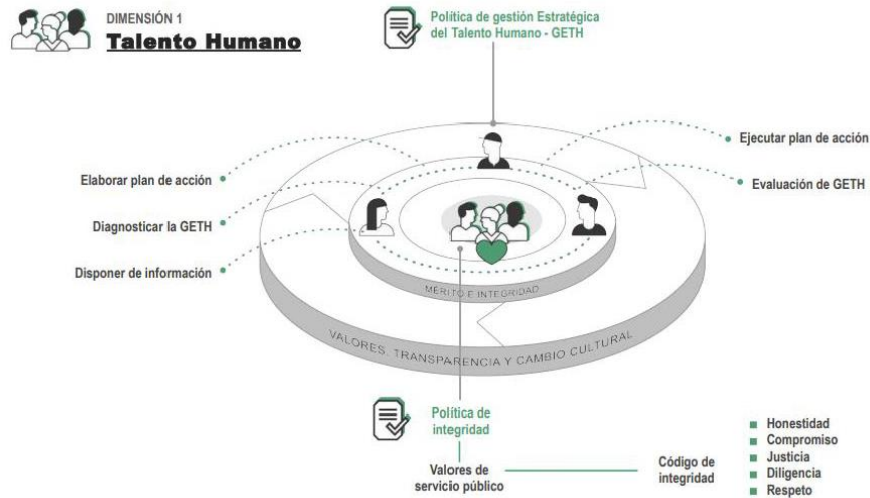 DIMENSIÓN 1
Talento Humano
Política de gestión Estratégica
del Talento Humano - GETH
Ejecutar plan de acción
Elaborar plan de acción
Evaluación de GETH
Diagnosticar la GETH
Disponer de información
MÉRITO E INTEGRIDAD
VALORES, TRANSPARENCIA Y CAMBIO CULTURAL
Política de
integridad
Valores de
servicio público
Código de
integridad
Honestidad
Compromiso
Justicia
Diligencia
Respeto